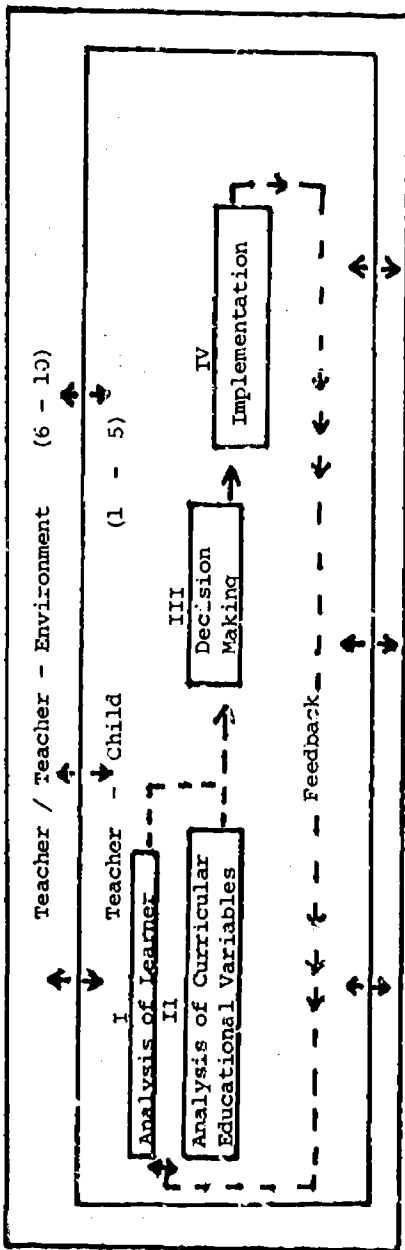 Teacher / Teacher - Environment (6 - 10)
Teacher - Child (1 - 5)
I
Analysis of Learner
II
Analysis of Curricular
Educational Variables
III
Decision
Making
IV
Implementation
Feedback